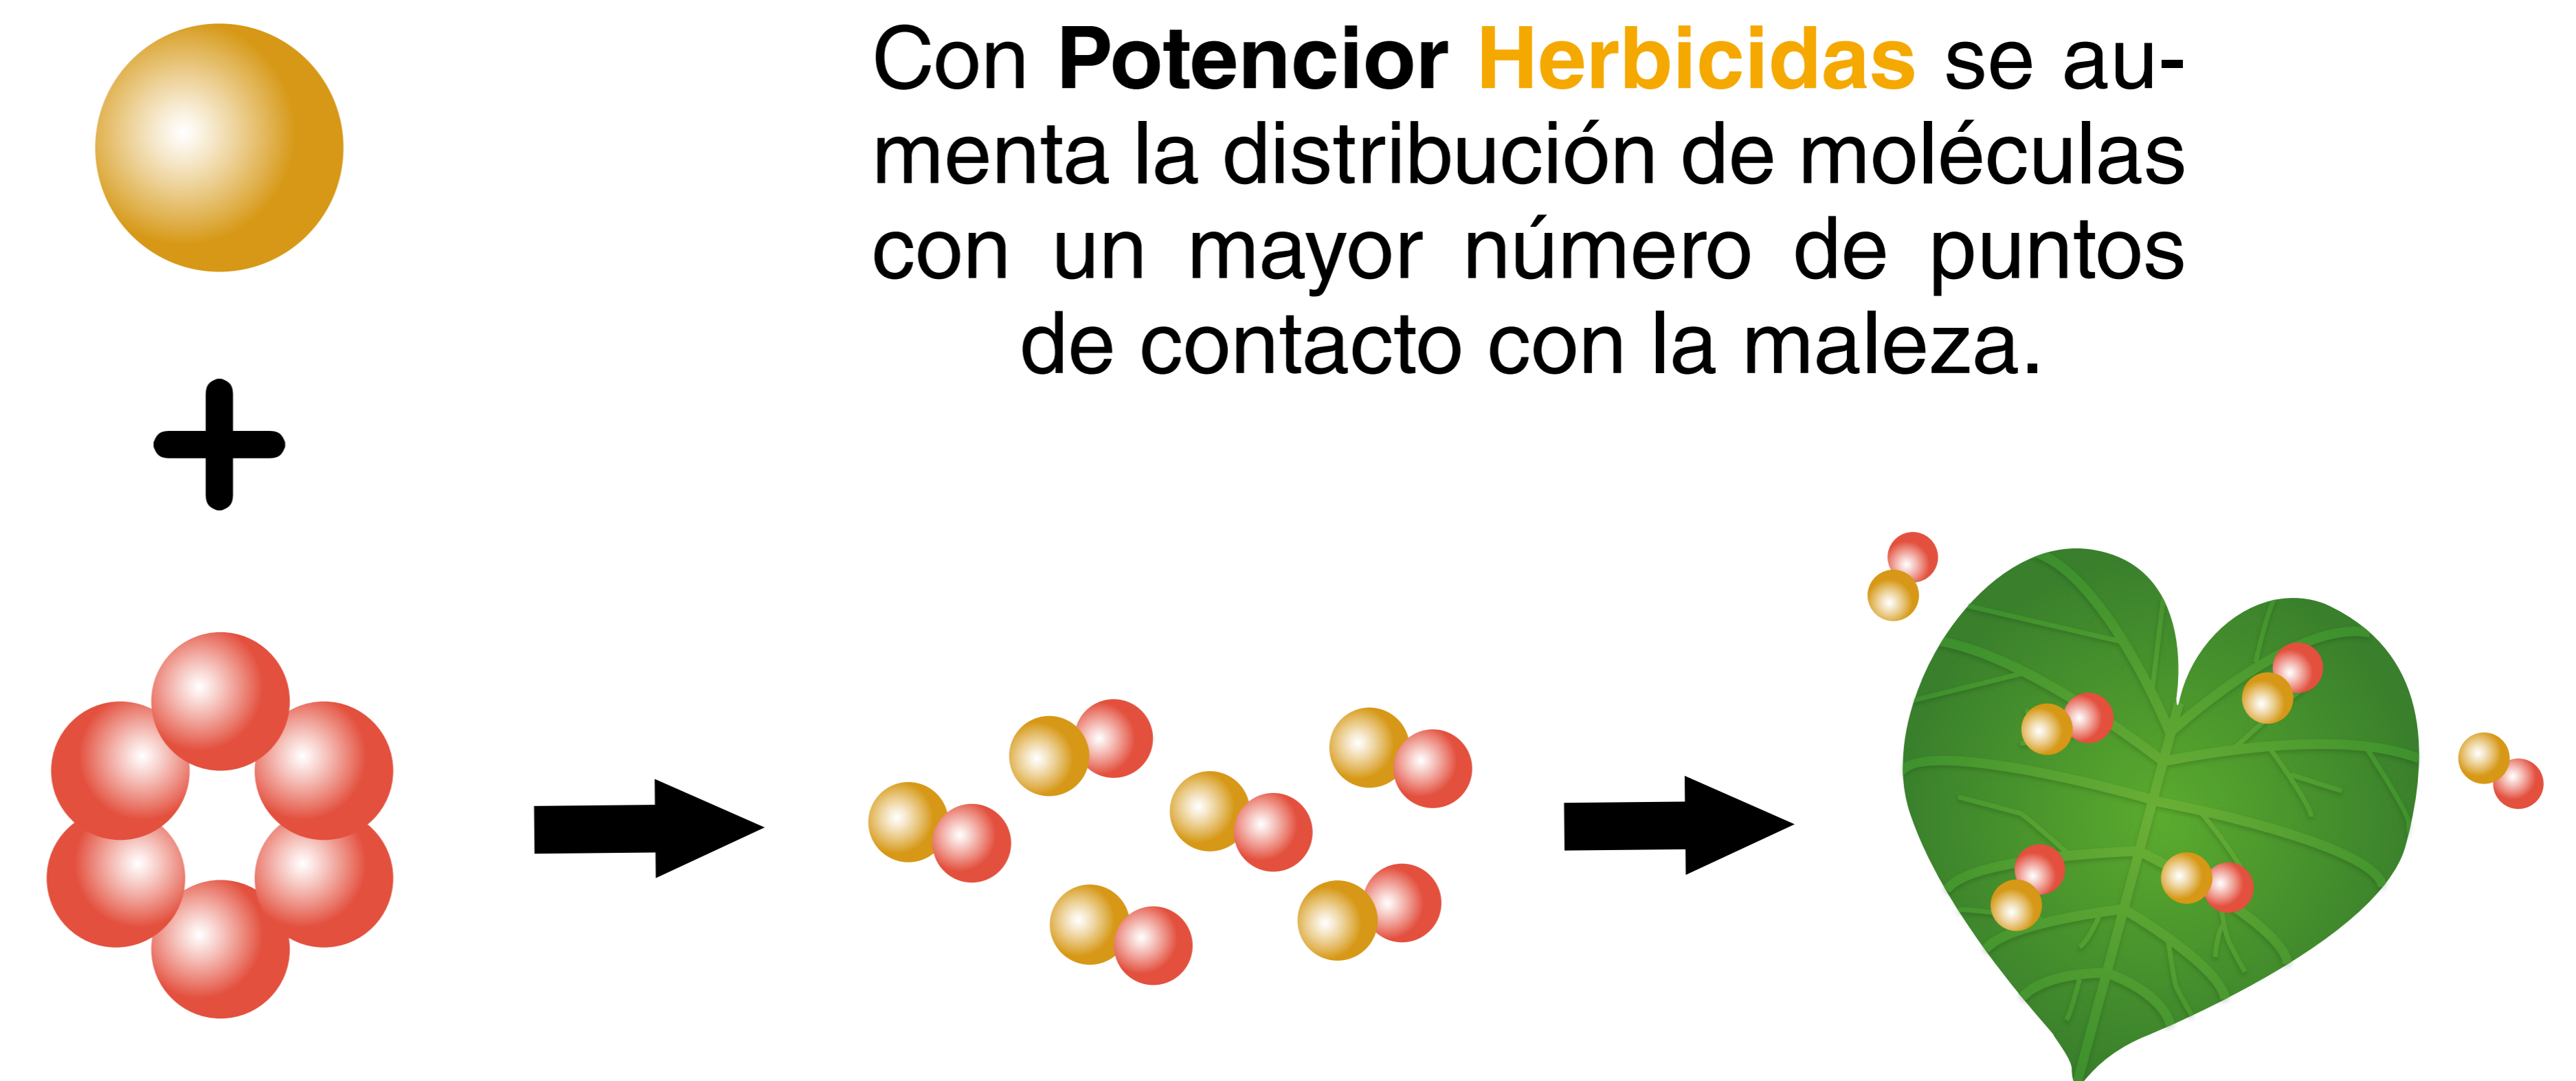 Con Potencior Herbicidas se au-
menta la distribución de moléculas
con un mayor número de puntos
de contacto con la maleza.